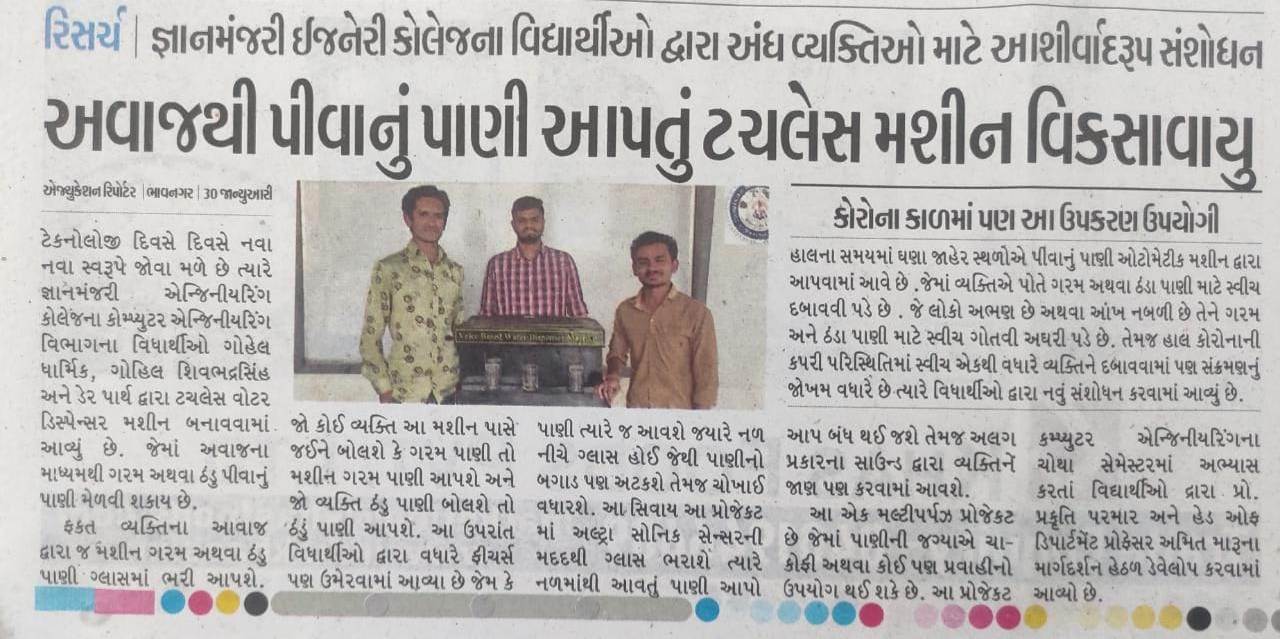 રિસર્ચ | જ્ઞાનમંજરી ઈજનેરી કોલેજના વિદ્યાર્થીઓ દ્વારા અંધ વ્યક્તિઓ માટે આશીર્વાદરૂપ સંશોધન
અવાજથી પીવાનું પાણી આપતું ટચલેસ મશીન વિકસાવાયુ
એજ્યુકેશન રિપોર્ટર | ભાવનગર | 30 જાન્યુઆરી
ટેકનોલોજી દિવસે દિવસે નવા
નવા સ્વરૂપે જોવા મળે છે ત્યારે
જ્ઞાનમંજરી એન્જિનીયરિંગ
કોલેજના કોમ્પ્યુટર એન્જિનીયરિંગ
વિભાગના વિધાર્થીઓ ગોહેલ
ધાર્મિક, ગોહિલ શિવભદ્રસિંહ
અને ડેર પાર્થ દ્વારા ટચલેસ વોટર
ડિસ્પેન્સર મશીન બનાવવામાં
આવ્યું છે. જેમાં અવાજના
માધ્યમથી ગરમ અથવા ઠંડુ પીવાનું
પાણી મેળવી શકાય છે.
ફકત વ્યક્તિના અવાજ
દ્વારા જ મશીન ગરમ અથવા ઠંડુ
પાણી ગ્લાસમાં ભરી આપશે.
Voice Based Water Dispenser Machine
જો કોઈ વ્યક્તિ આ મશીન પાસે
જઈને બોલશે કે ગરમ પાણી તો
મશીન ગરમ પાણી આપશે અને
જો વ્યક્તિ ઠંડુ પાણી બોલશે તો
ઠંડું પાણી આપશે. આ ઉપરાંત
વિધાર્થીઓ દ્વારા વધારે ફીચર્સ
પણ ઉમેરવામાં આવ્યા છે જેમ કે
પાણી ત્યારે જ આવશે જ્યારે નળ
નીચે ગ્લાસ હોઈ જેથી પાણીનો
બગાડ પણ અટકશે તેમજ ચોખાઈ
વધારશે. આ સિવાય આ પ્રોજેકટ
માં અલ્ટ્રા સોનિક સેન્સરની
મદદથી ગ્લાસ ભરાશે ત્યારે
નળમાંથી આવતું પાણી આપો
કોરોના કાળમાં પણ આ ઉપકરણ ઉપયોગી
હાલના સમયમાં ઘણા જાહેર સ્થળોએ પીવાનું પાણી ઓટોમેટીક મશીન દ્વારા
આપવામાં આવે છે. જેમાં વ્યક્તિએ પોતે ગરમ અથવા ઠંડા પાણી માટે સ્વીચ
દબાવવી પડે છે. જે લોકો અભણ છે અથવા આંખ નબળી છે તેને ગરમ
અને ઠંડા પાણી માટે સ્વીચ ગોતવી અઘરી પડે છે. તેમજ હાલ કોરોનાની
કપરી પરિસ્થિતિમાં સ્વીચ એકથી વધારે વ્યક્તિને દબાવવામાં પણ સંક્રમણનું
જોખમ વધારે છે ત્યારે વિધાર્થીઓ દ્વારા નવું સંશોધન કરવામાં આવ્યું છે.
આપ બંધ થઈ જશે તેમજ અલગ
પ્રકારના સાઉન્ડ દ્વારા વ્યક્તિને
જાણ પણ કરવામાં આવશે.
આ એક મલ્ટીપર્પઝ પ્રોજેકટ
છે જેમાં પાણીની જગ્યાએ ચા-
કોફી અથવા કોઈ પણ પ્રવાહીનો
ઉપયોગ થઈ શકે છે. આ પ્રોજેકટ
કમ્પ્યુટર એન્જિનીયરિંગના
ચોથા સેમેસ્ટરમાં અભ્યાસ
કરતાં વિદ્યાર્થીઓ દ્રારા પ્રો.
પ્રકૃતિ પરમાર અને હેડ ઓફ
ડિપાર્ટમેંટ પ્રોફેસર અમિત મારૂના
માર્ગદર્શન હેઠળ ડેવેલોપ કરવામાં
આવ્યો છે.